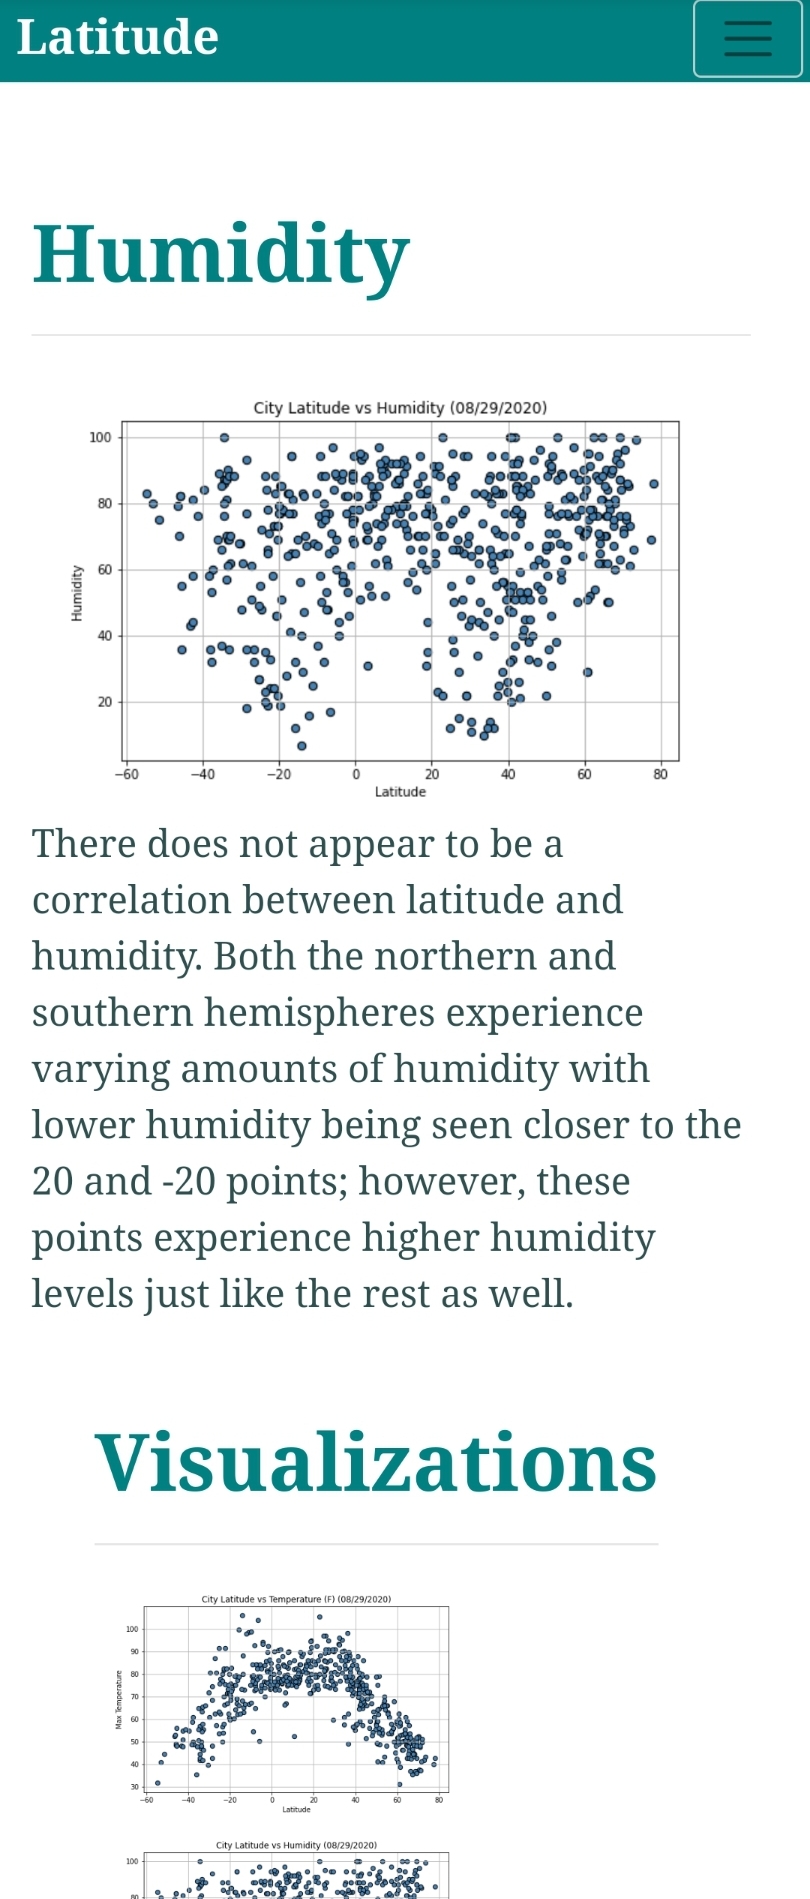 Latitude
Humidity
City Latitude vs Humidity (08/29/2020)
100
80
60
40
20
Humidity
−60 −40 −20 0 20 40 60 80
Latitude
There does not appear to be a
correlation between latitude and
humidity. Both the northern and
southern hemispheres experience
varying amounts of humidity with
lower humidity being seen closer to the
20 and -20 points; however, these
points experience higher humidity
levels just like the rest as well.
Visualizations
City Latitude vs Temperature (F) (08/29/2020)
100
90
80
70
60
50
40
30
Max Temperature
−60 −40 −20 0 20 40 60 80
Latitude
City Latitude vs Humidity (08/29/2020)
100
80